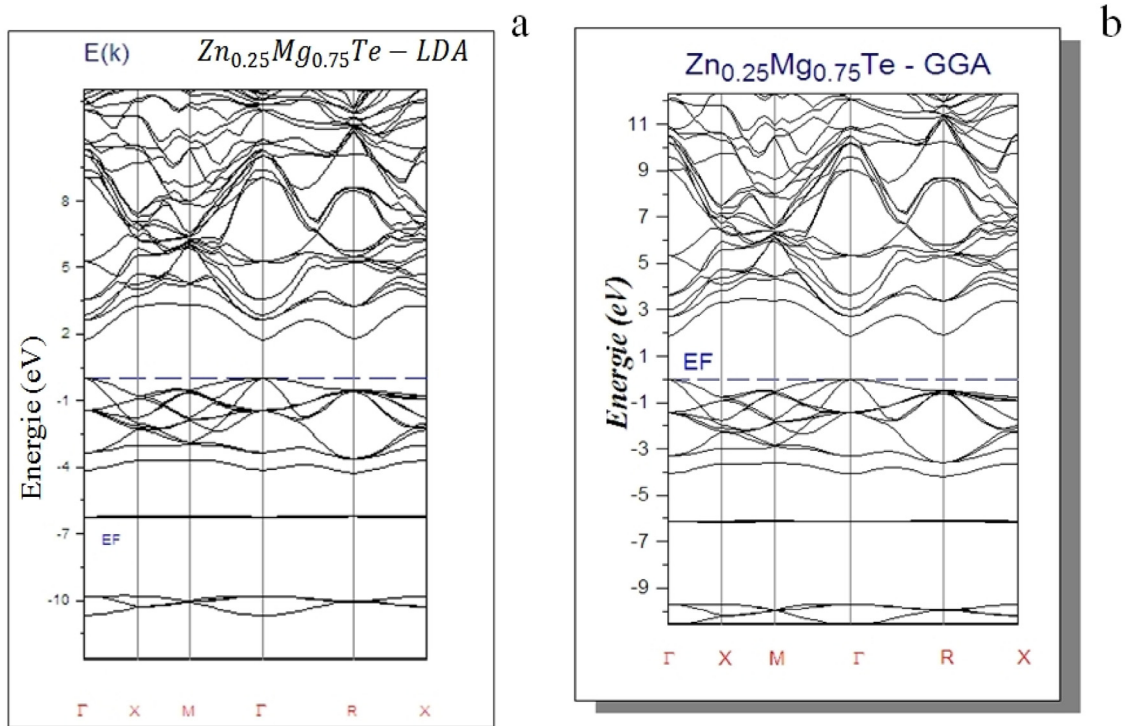 a
E(k) Zn0.25Mg0.75Te − LDA
8
5
2
-1
-4
-7
-10
Energie (eV)
EF
Γ X M Γ R X
b
Zn0.25Mg0.75Te - GGA
11
9
7
5
3
1
-1
-3
-5
-7
-9
Energie (eV)
EF
Γ X M Γ R X